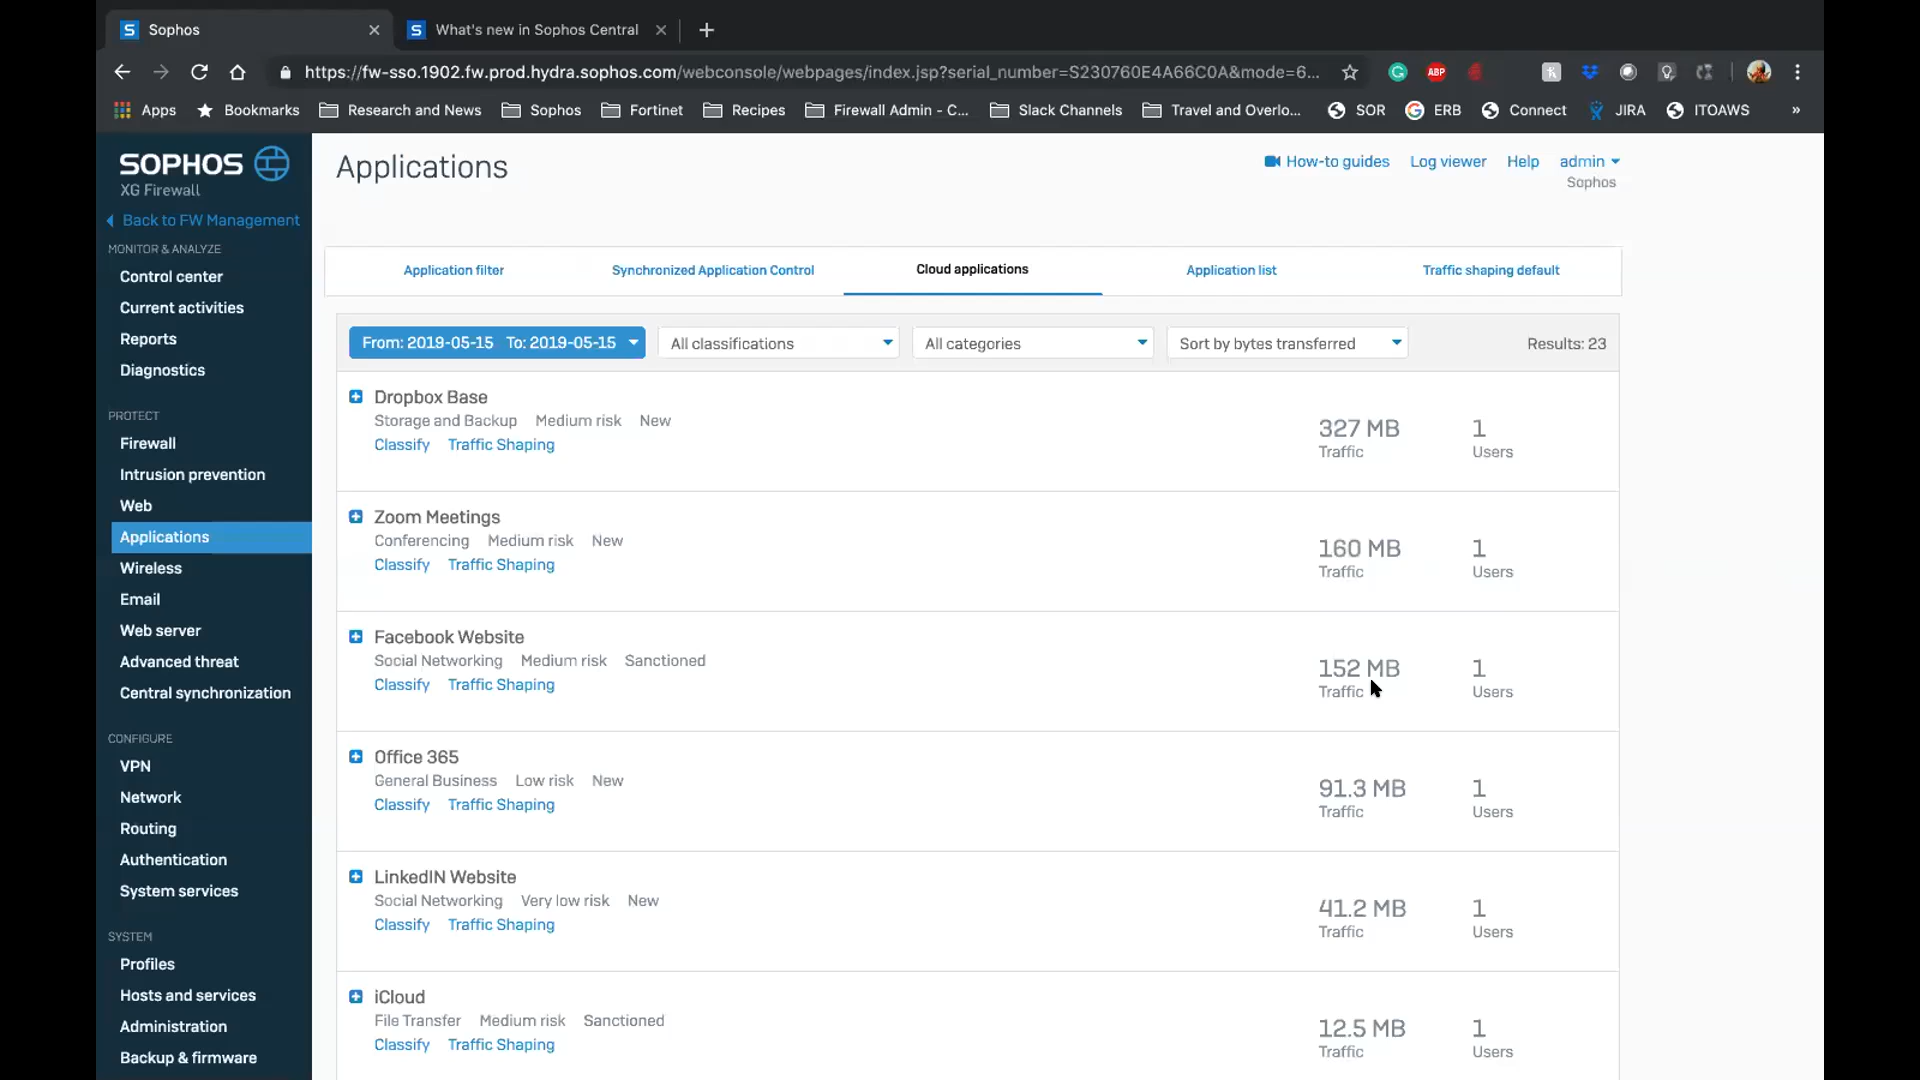 Sophos
What's new in Sophos Central
https://fw-sso.1902.fw.prod.hydra.sophos.com/webconsole/webpages/index.jsp?serial_number=S230760E4A66C0A&mode=6...
ABP
Apps Bookmarks Research and News Sophos Fortinet Recipes Firewall Admin - C... Slack Channels Travel and Overlo... SOR ERB Connect JIRA ITOAWS »
SOPHOS
XG Firewall
Back to FW Management
MONITOR & ANALYZE
Control center
Current activities
Reports
Diagnostics
PROTECT
Firewall
Intrusion prevention
Web
Applications
Wireless
Email
Web server
Advanced threat
Central synchronization
CONFIGURE
VPN
Network
Routing
Authentication
System services
SYSTEM
Profiles
Hosts and services
Administration
Backup & firmware
Applications
How-to guides Log viewer Help admin
Sophos
Application filter Synchronized Application Control Cloud applications Application list Traffic shaping default
From: 2019-05-15 To: 2019-05-15 All classifications All categories Sort by bytes transferred Results: 23
Dropbox Base
Storage and Backup Medium risk New
Classify Traffic Shaping
327 MB 1
Traffic Users
Zoom Meetings
Conferencing Medium risk New
Classify Traffic Shaping
160 MB 1
Traffic Users
Facebook Website
Social Networking Medium risk Sanctioned
Classify Traffic Shaping
152 MB 1
Traffic Users
Office 365
General Business Low risk New
Classify Traffic Shaping
91.3 MB 1
Traffic Users
LinkedIN Website
Social Networking Very low risk New
Classify Traffic Shaping
41.2 MB 1
Traffic Users
iCloud
File Transfer Medium risk Sanctioned
Classify Traffic Shaping
12.5 MB 1
Traffic Users